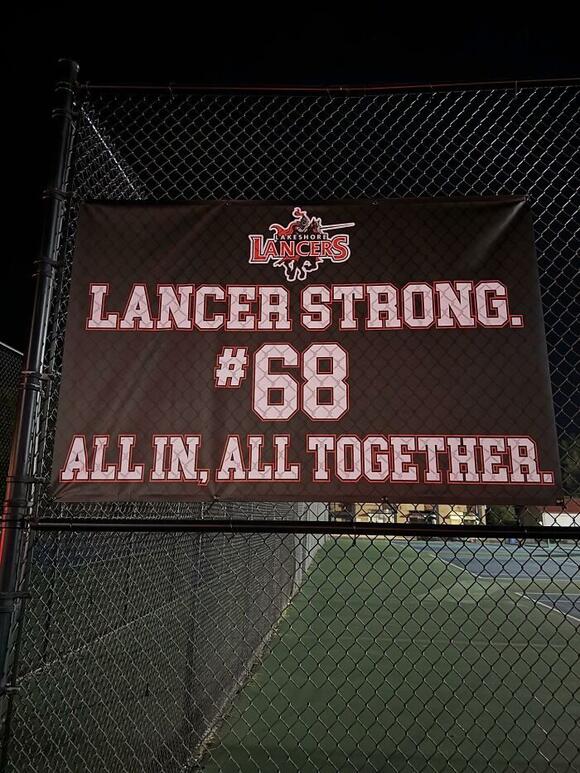 LAKESHORE
LANCERS
LANCER STRONG.
#68
ALL IN, ALL TOGETHER.